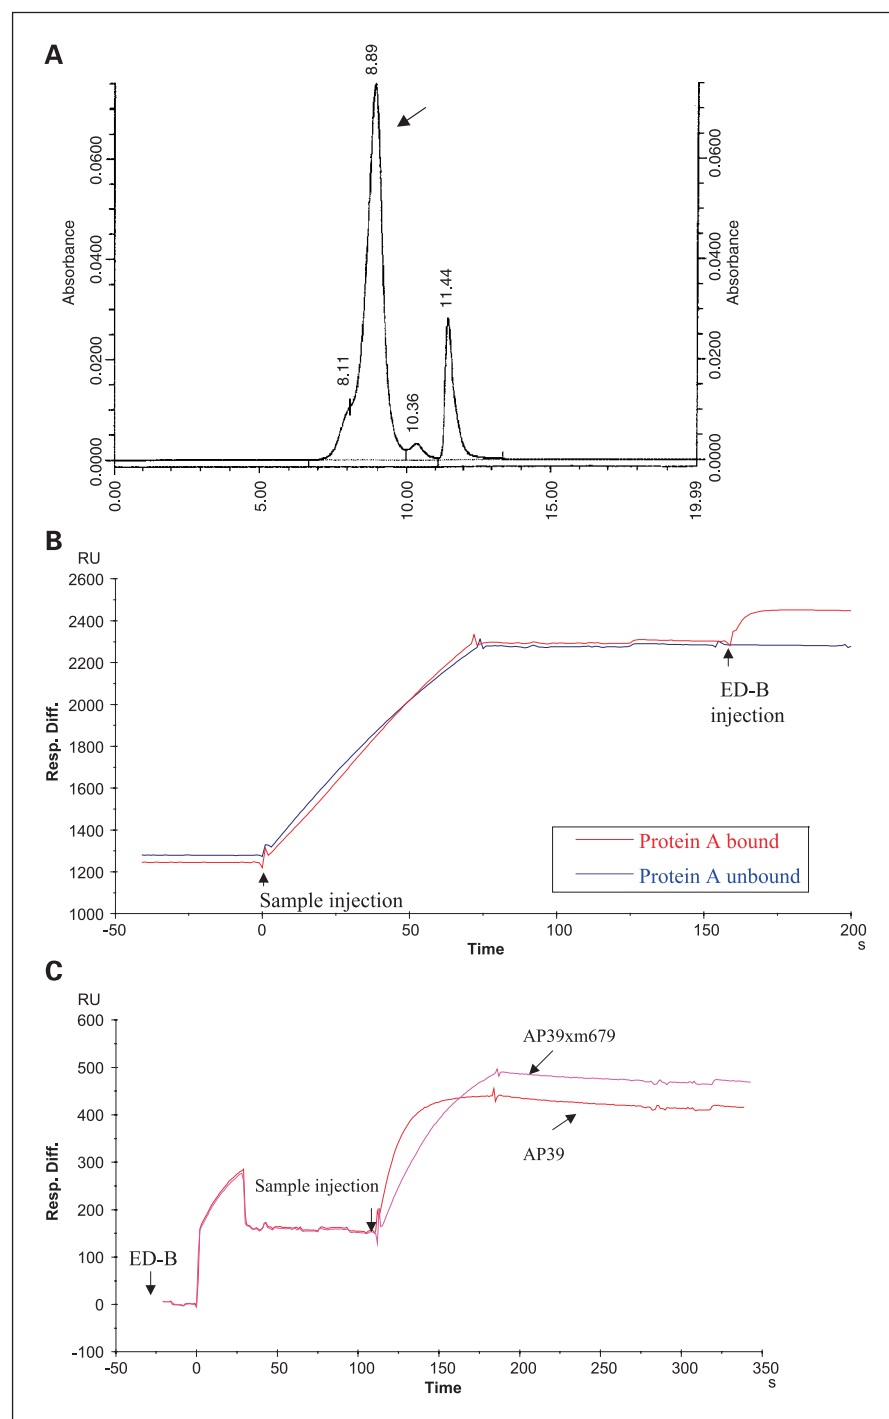 A
8.89
11.44
8.11
10.36
Absorbance
0.0600
0.0400
0.0200
0.0000
Absorbance
0.0600
0.0400
0.0200
0.0000
0.00
5.00
10.00
15.00
19.99
B
RU
2600
2400
2200
2000
1800
1600
1400
1200
1000
Resp. Diff.
ED-B
injection
Protein A bound
Protein A unbound
Sample injection
-50
0
50
100
150
200
Time
s
C
RU
600
500
400
300
200
100
0
-100
Resp. Diff.
AP39xm679
AP39
Sample injection
ED-B
-50
0
50
100
150
200
250
300
350
Time
s